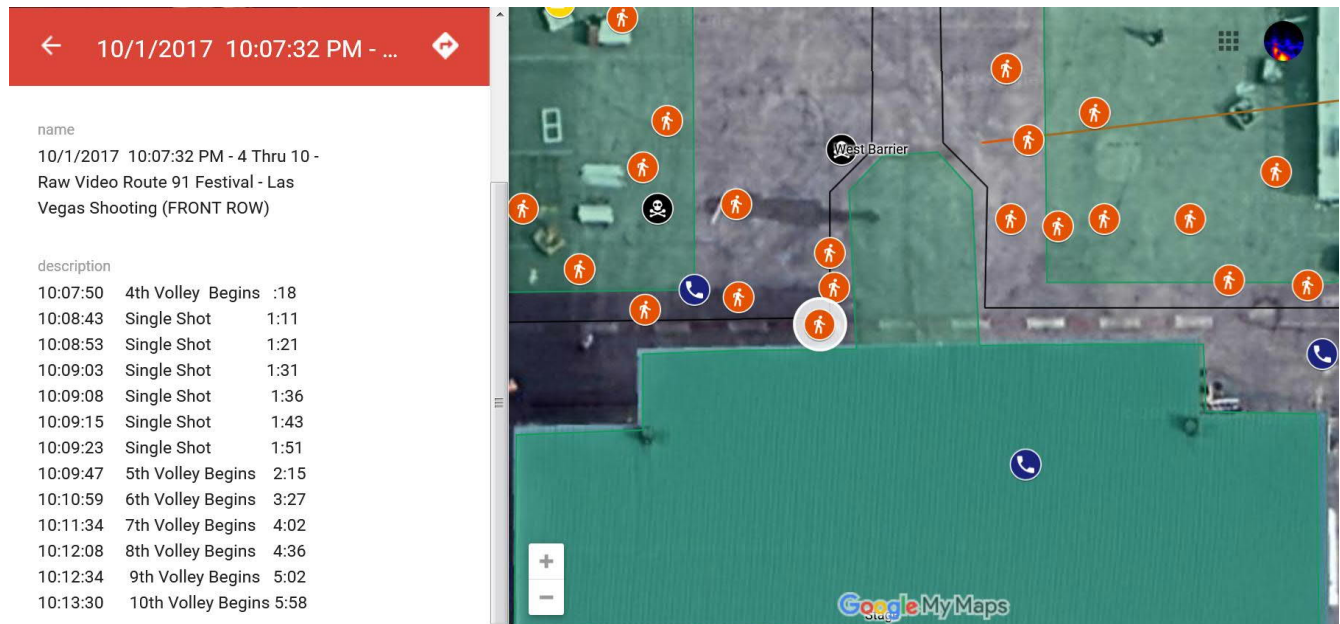 10/1/2017 10:07:32 PM - ...
name
10/1/2017 10:07:32 PM - 4 Thru 10 -
Raw Video Route 91 Festival - Las
Vegas Shooting (FRONT ROW)
description
10:07:50 4th Volley Begins :18
10:08:43 Single Shot 1:11
10:08:53 Single Shot 1:21
10:09:03 Single Shot 1:31
10:09:08 Single Shot 1:36
10:09:15 Single Shot 1:43
10:09:23 Single Shot 1:51
10:09:47 5th Volley Begins 2:15
10:10:59 6th Volley Begins 3:27
10:11:34 7th Volley Begins 4:02
10:12:08 8th Volley Begins 4:36
10:12:34 9th Volley Begins 5:02
10:13:30 10th Volley Begins 5:58
West Barrier
Google My Maps
Stage